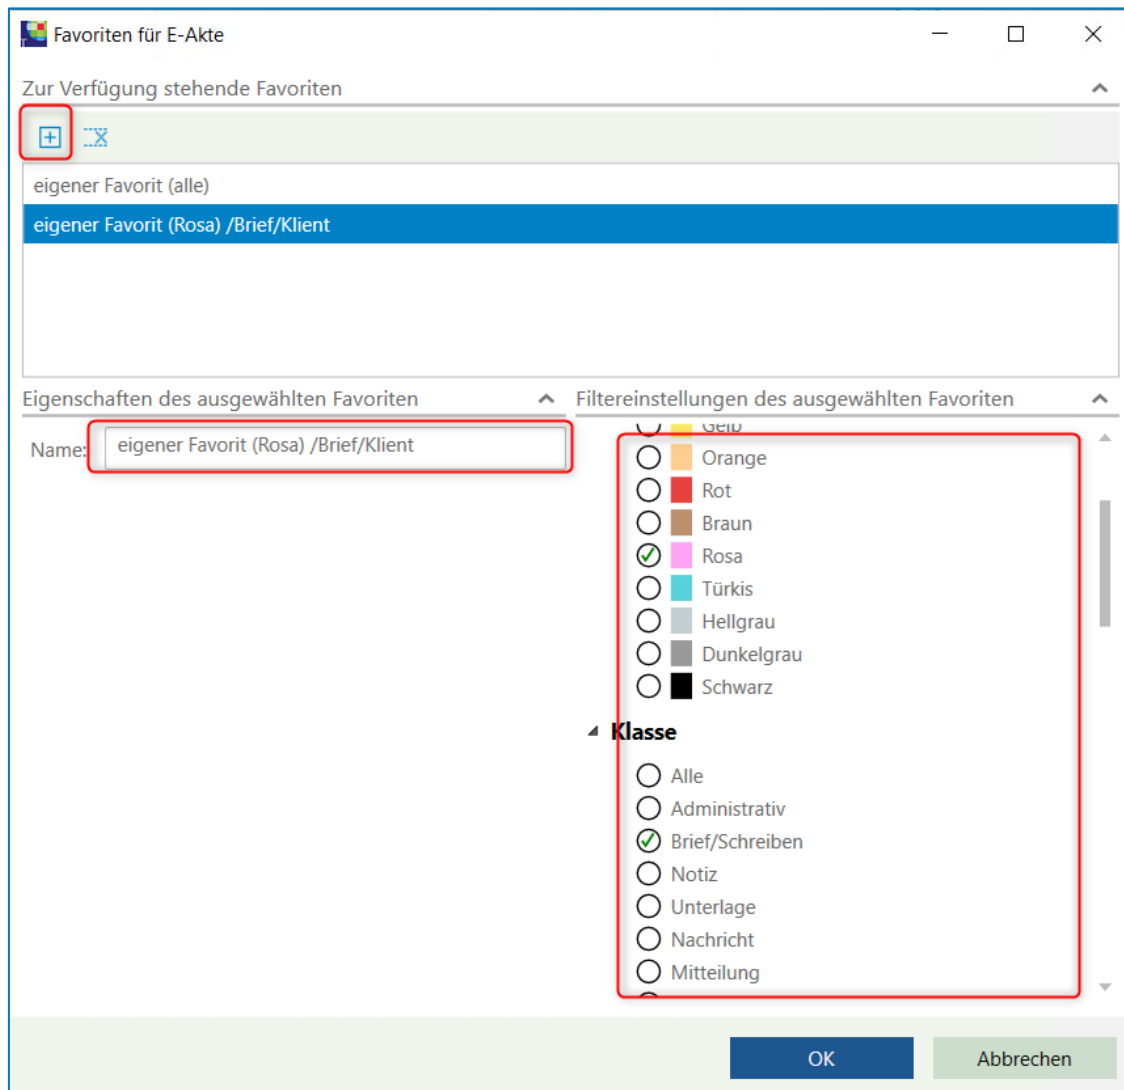 Favoriten für E-Akte
Zur Verfügung stehende Favoriten
eigener Favorit (alle)
eigener Favorit (Rosa) /Brief/Klient
Eigenschaften des ausgewählten Favoriten
Name:
eigener Favorit (Rosa) /Brief/Klient
Filtereinstellungen des ausgewählten Favoriten
Gelb
Orange
Rot
Braun
Rosa
Türkis
Hellgrau
Dunkelgrau
Schwarz
Klasse
Alle
Administrativ
Brief/Schreiben
Notiz
Unterlage
Nachricht
Mitteilung
OK
Abbrechen